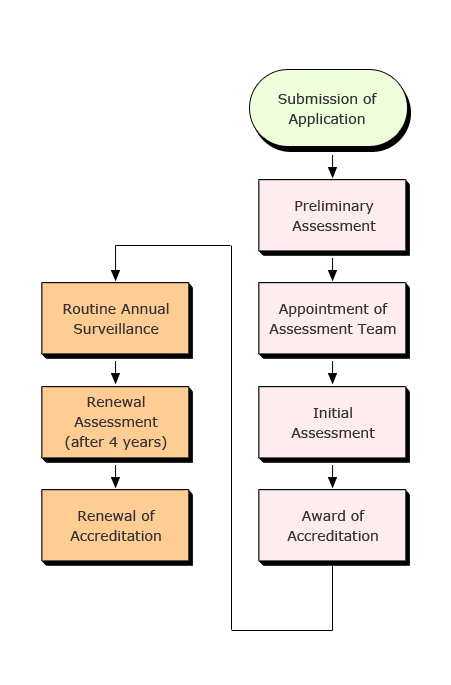 Submission of
Application
Preliminary
Assessment
Appointment of
Assessment Team
Initial
Assessment
Award of
Accreditation
Routine Annual
Surveillance
Renewal
Assessment
(after 4 years)
Renewal of
Accreditation